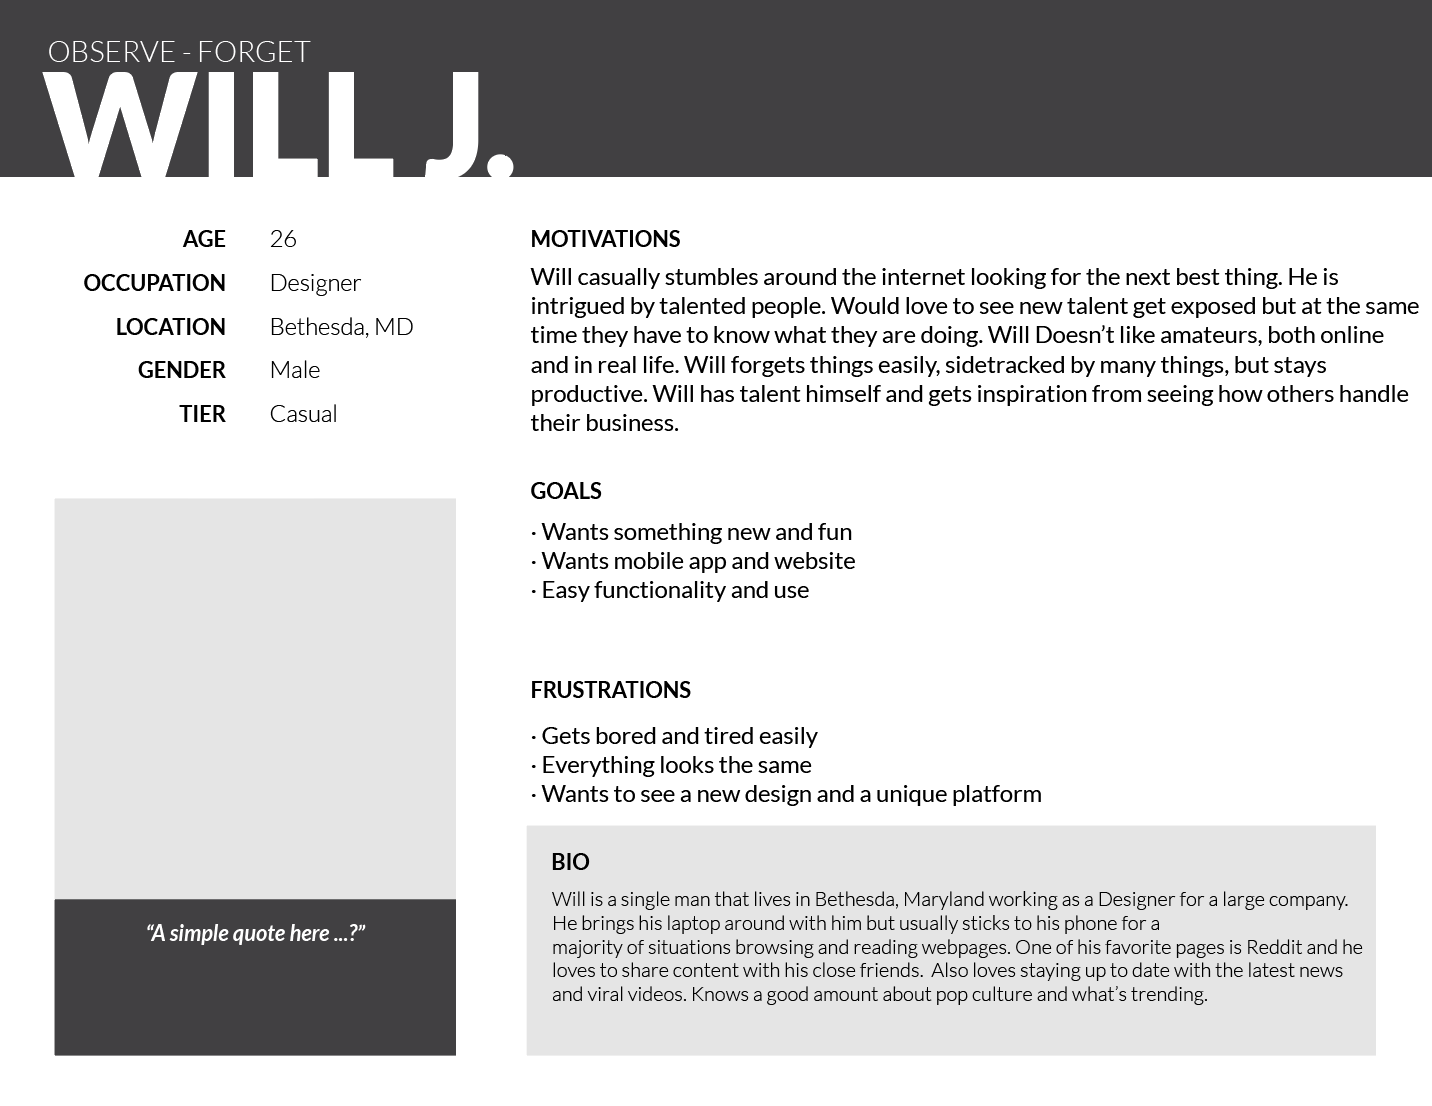 OBSERVE - FORGET
WILL J.
AGE 26
OCCUPATION Designer
LOCATION Bethesda, MD
GENDER Male
TIER Casual
“A simple quote here ...?”
MOTIVATIONS
Will casually stumbles around the internet looking for the next best thing. He is
intrigued by talented people. Would love to see new talent get exposed but at the same
time they have to know what they are doing. Will Doesn’t like amateurs, both online
and in real life. Will forgets things easily, sidetracked by many things, but stays
productive. Will has talent himself and gets inspiration from seeing how others handle
their business.
GOALS
· Wants something new and fun
· Wants mobile app and website
· Easy functionality and use
FRUSTRATIONS
· Gets bored and tired easily
· Everything looks the same
· Wants to see a new design and a unique platform
BIO
Will is a single man that lives in Bethesda, Maryland working as a Designer for a large company.
He brings his laptop around with him but usually sticks to his phone for a
majority of situations browsing and reading webpages. One of his favorite pages is Reddit and he
loves to share content with his close friends.  Also loves staying up to date with the latest news
and viral videos. Knows a good amount about pop culture and what’s trending.